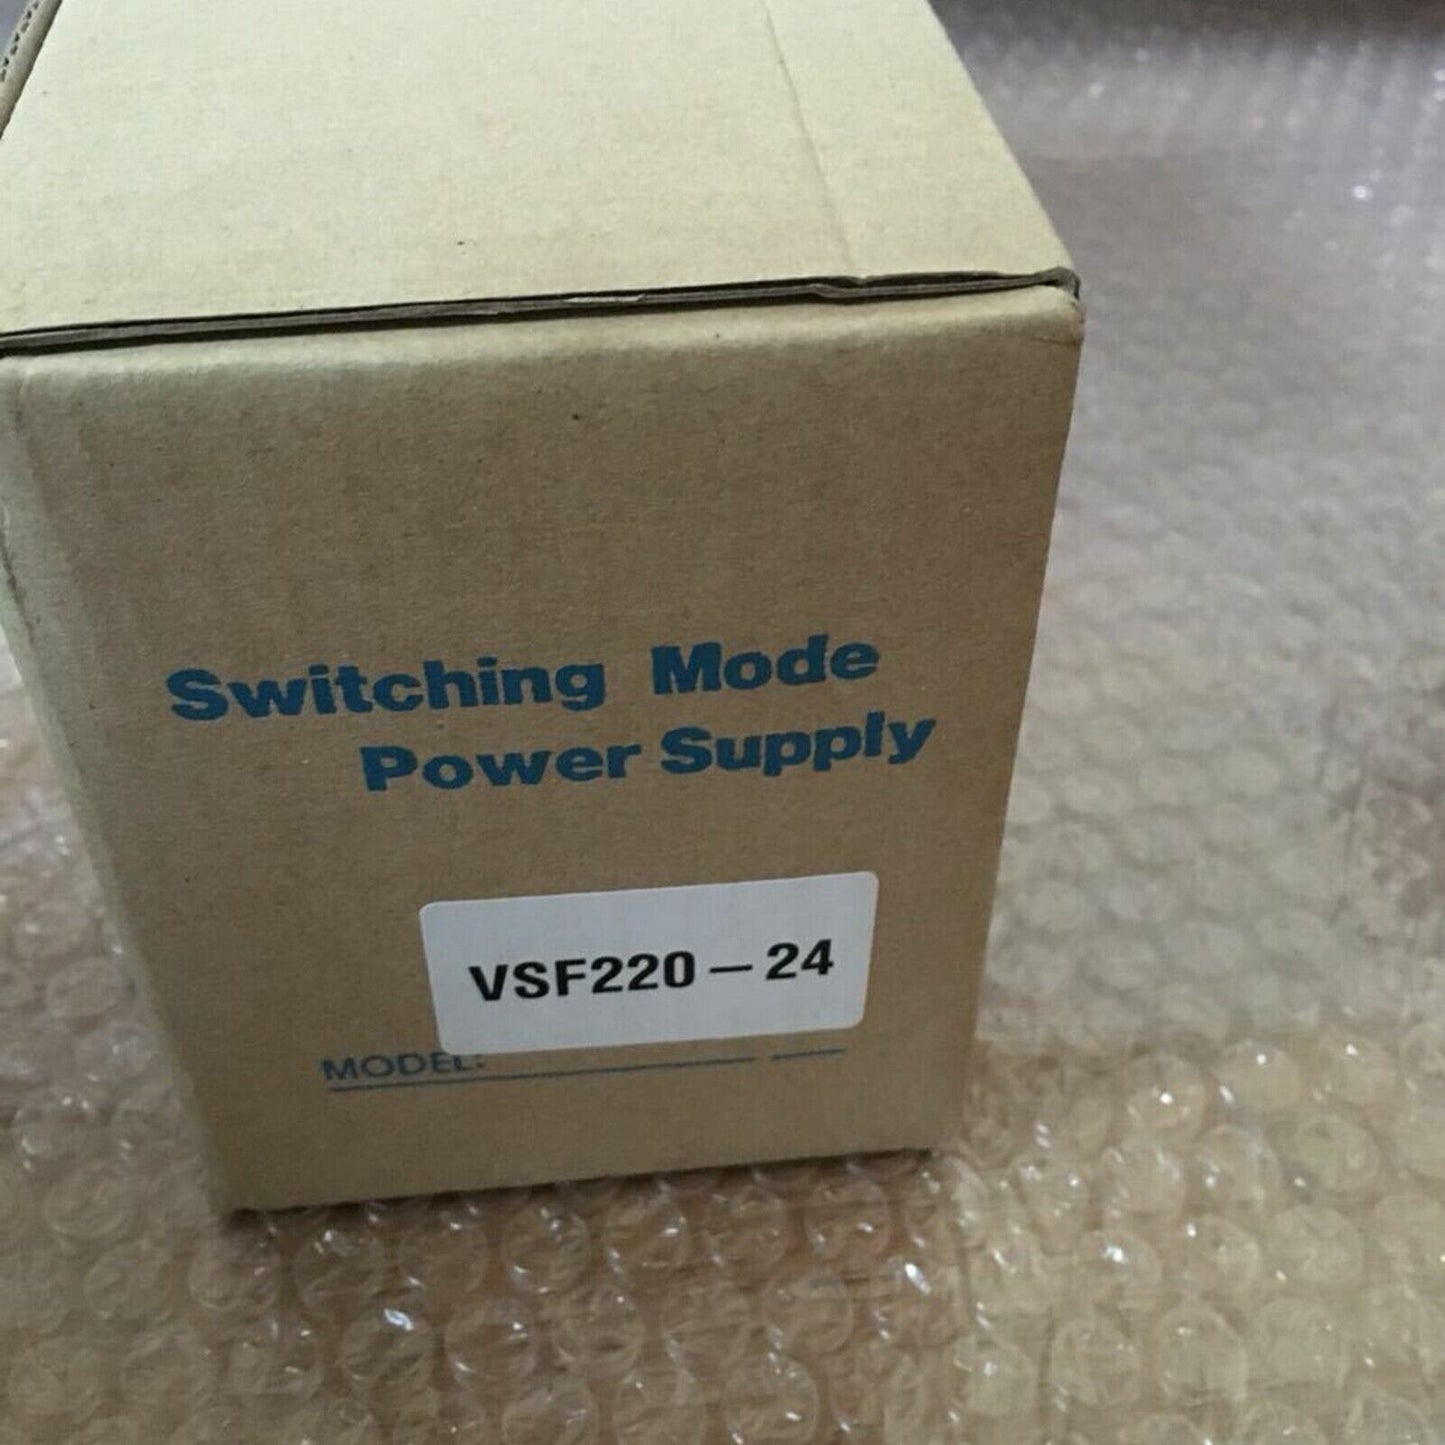 Switching Mode
Power Supply
VSF220-24
MODEL: